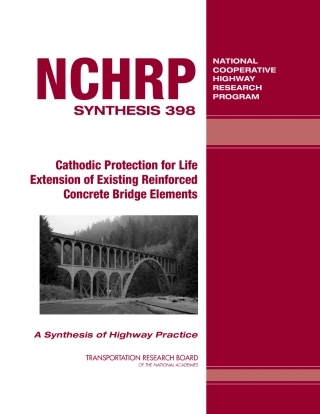 NCHRP
SYNTHESIS 398
NATIONAL
COOPERATIVE
HIGHWAY
RESEARCH
PROGRAM
Cathodic Protection for Life
Extension of Existing Reinforced
Concrete Bridge Elements
A Synthesis of Highway Practice
TRANSPORTATION RESEARCH BOARD
OF THE NATIONAL ACADEMIES